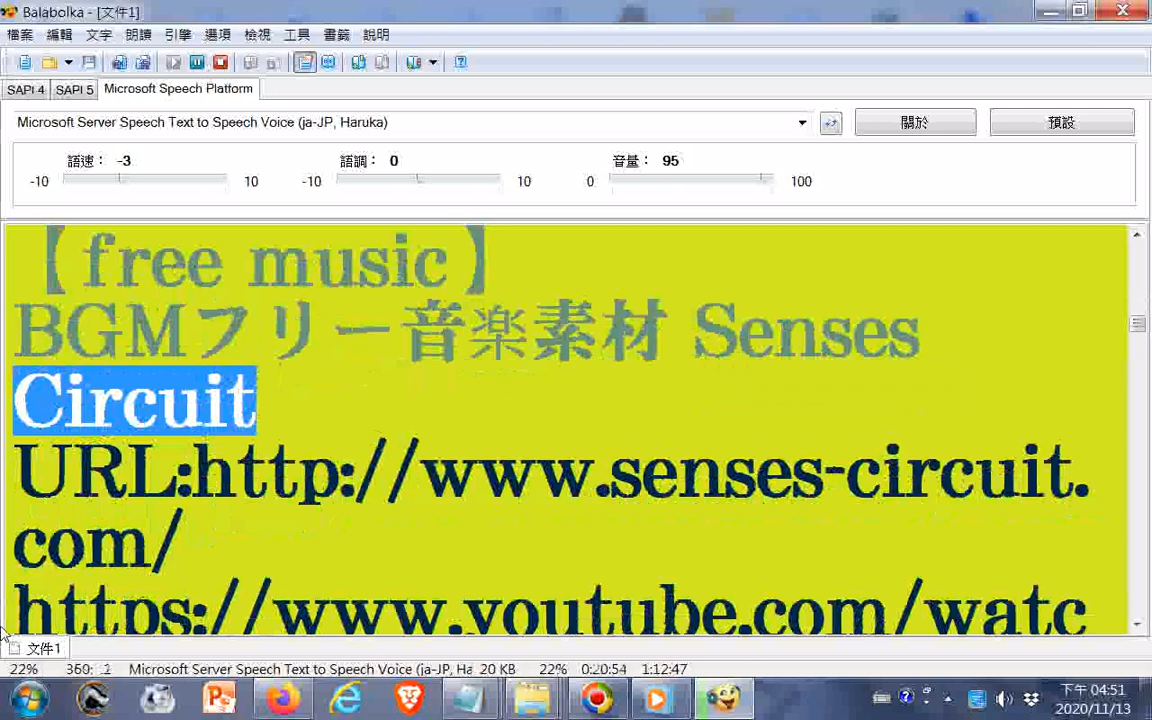 Balabolka - [文件1]
檔案 編輯 文字 朗讀 引擎 選項 檢視 工具 書籤 說明
SAPI 4 SAPI 5 Microsoft Speech Platform
Microsoft Server Speech Text to Speech Voice (ja-JP, Haruka) 關於 預設
語速： -3 語調： 0 音量： 95
-10 10 -10 10 0 100
【free music】
BGMフリー音楽素材 Senses
Circuit
URL:http://www.senses-circuit.
com/
https://www.youtube.com/watc
文件1
22% Microsoft Server Speech Text to Speech Voice (ja-JP, Ha 20 KB 22% 0:20:54 1:12:47
下午 04:51
2020/11/13